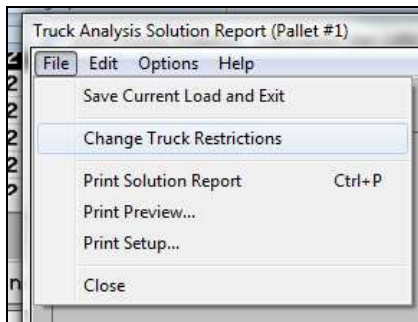 Truck Analysis Solution Report (Pallet #1)
File Edit Options Help
Save Current Load and Exit
Change Truck Restrictions
Print Solution Report Ctrl+P
Print Preview...
Print Setup...
Close